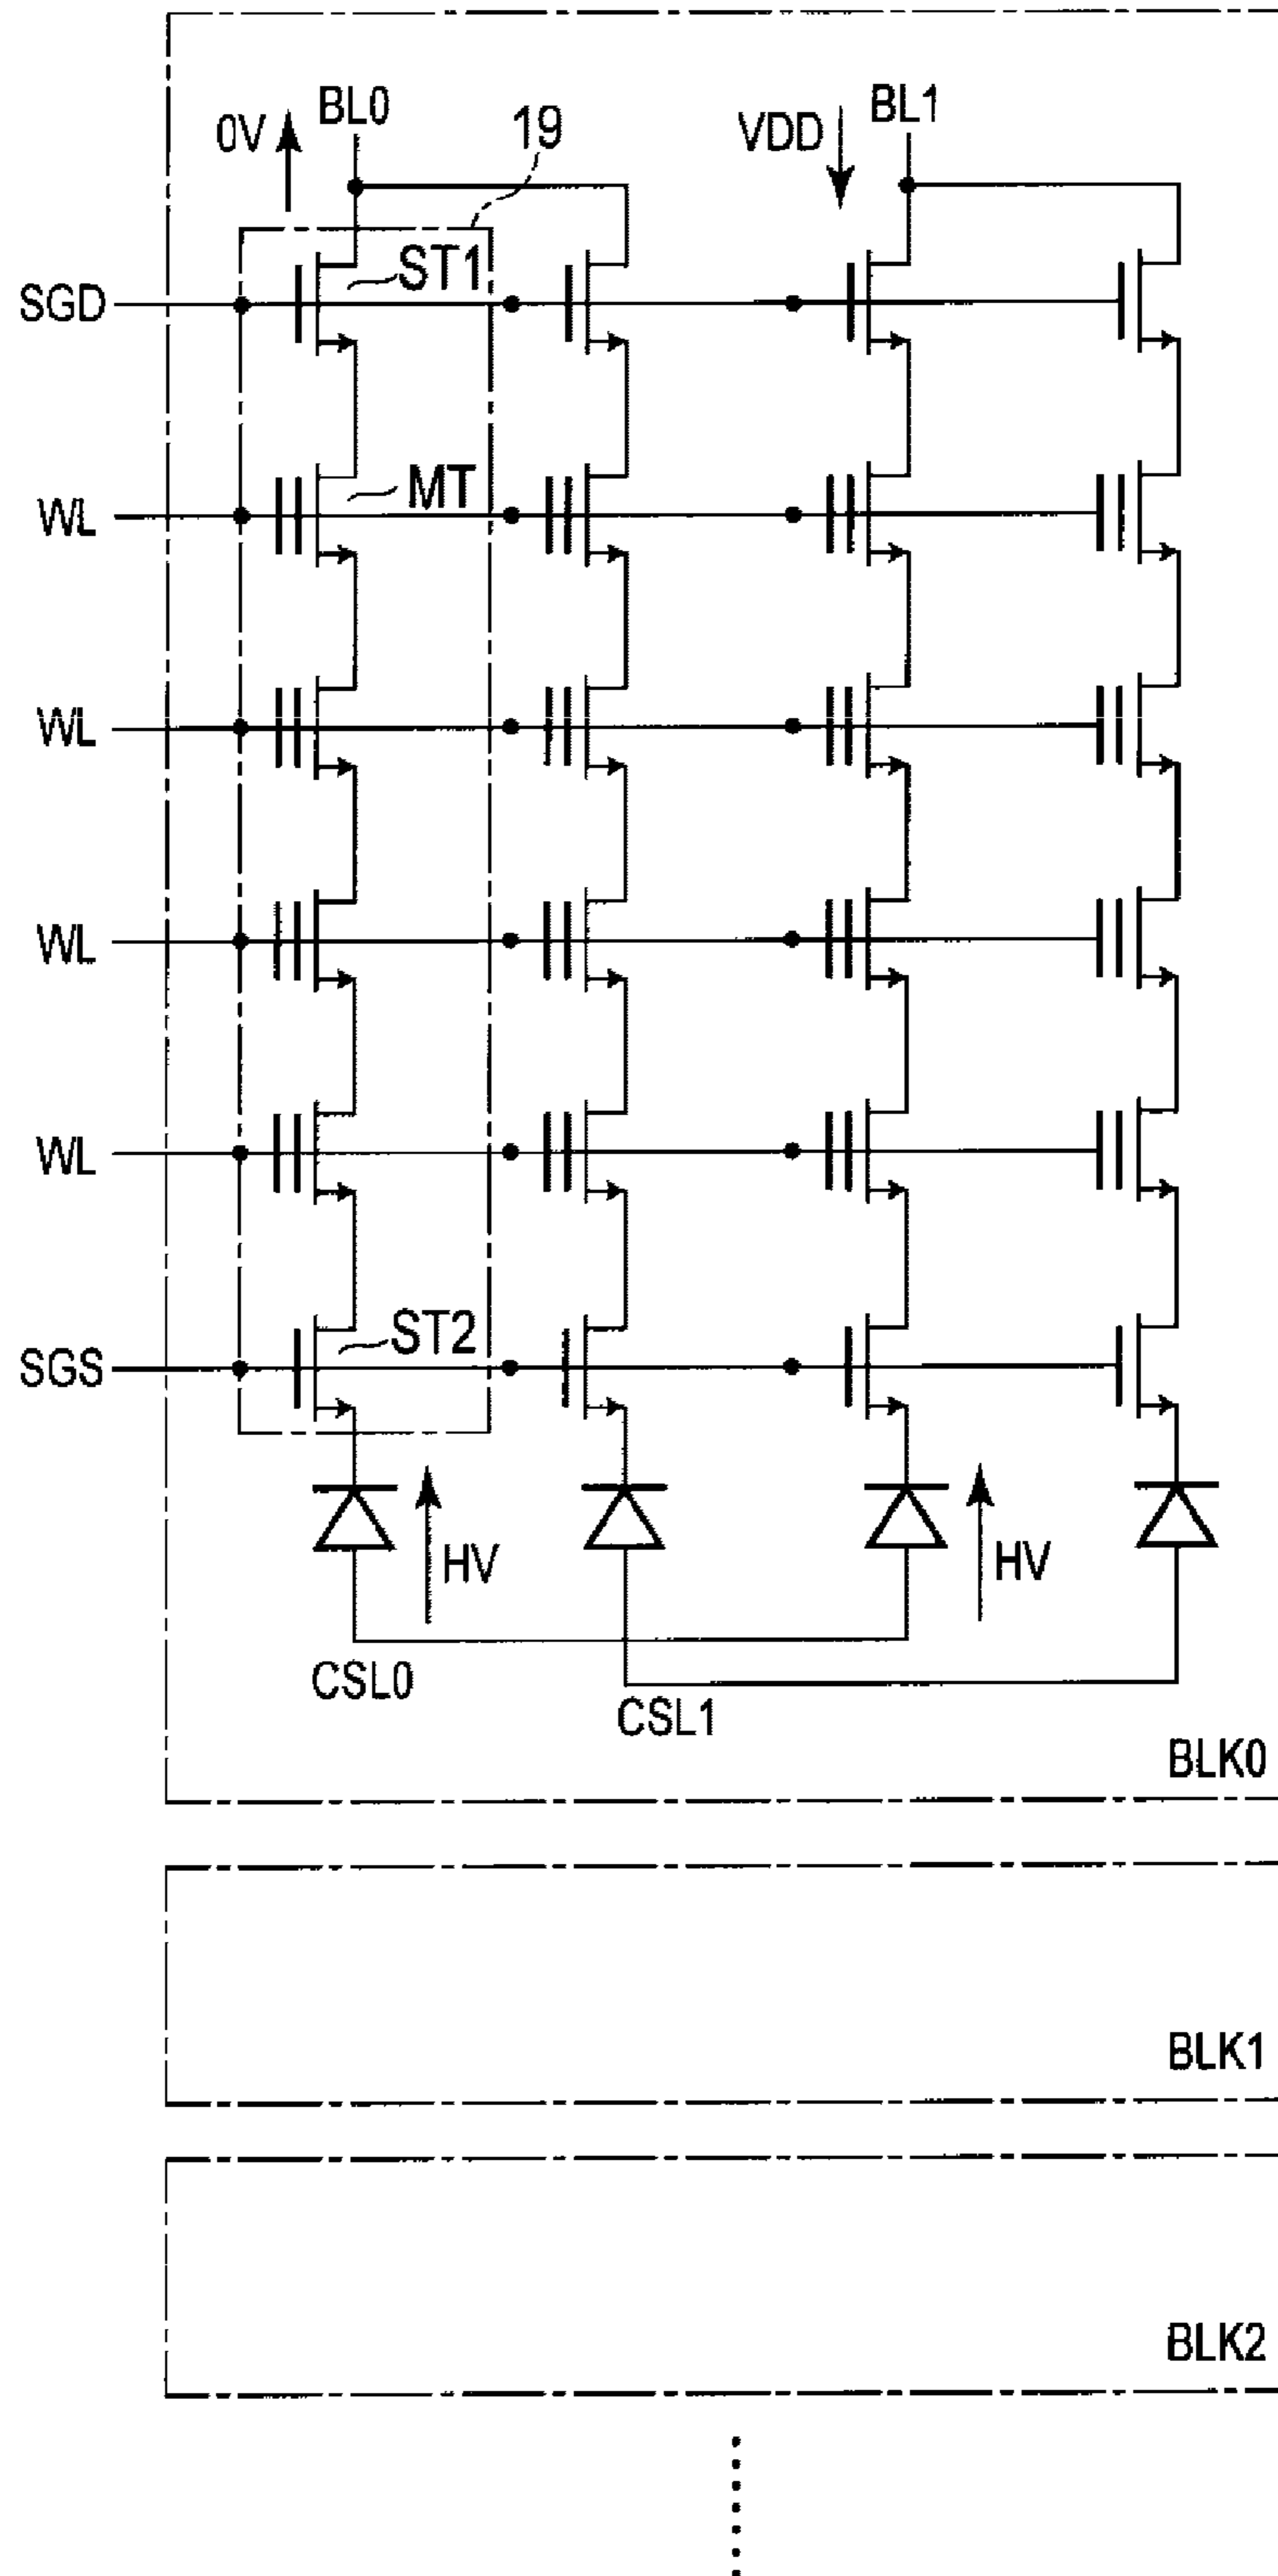 0V
BL0
19
VDD
BL1
SGD
ST1
WL
MT
WL
WL
WL
SGS
ST2
HV
HV
CSL0
CSL1
BLK0
BLK1
BLK2